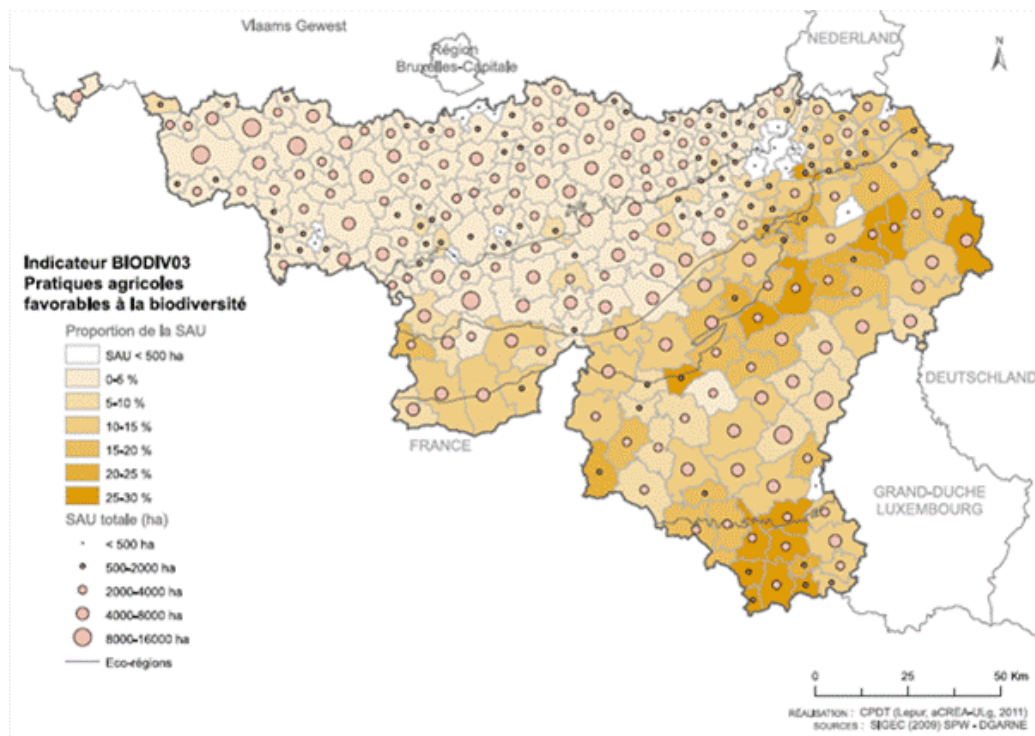 Vlaams Gewest
Région
Bruxelles-Capitale
NEDERLAND
N
Indicateur BIODIV03
Pratiques agricoles
favorables à la biodiversité
Proportion de la SAU
SAU < 500 ha
0-5 %
5-10 %
10-15 %
15-20 %
20-25 %
25-30 %
SAU totale (ha)
< 500 ha
500-2000 ha
2000-4000 ha
4000-8000 ha
8000-16000 ha
Eco-régions
FRANCE
DEUTSCHLAND
GRAND-DUCHE
LUXEMBOURG
0 25 50 Km
RÉALISATION : CPDT (Lepur, aCREA-ULg, 2011)
SOURCES : SIGEC (2009) SPW - DGARNE